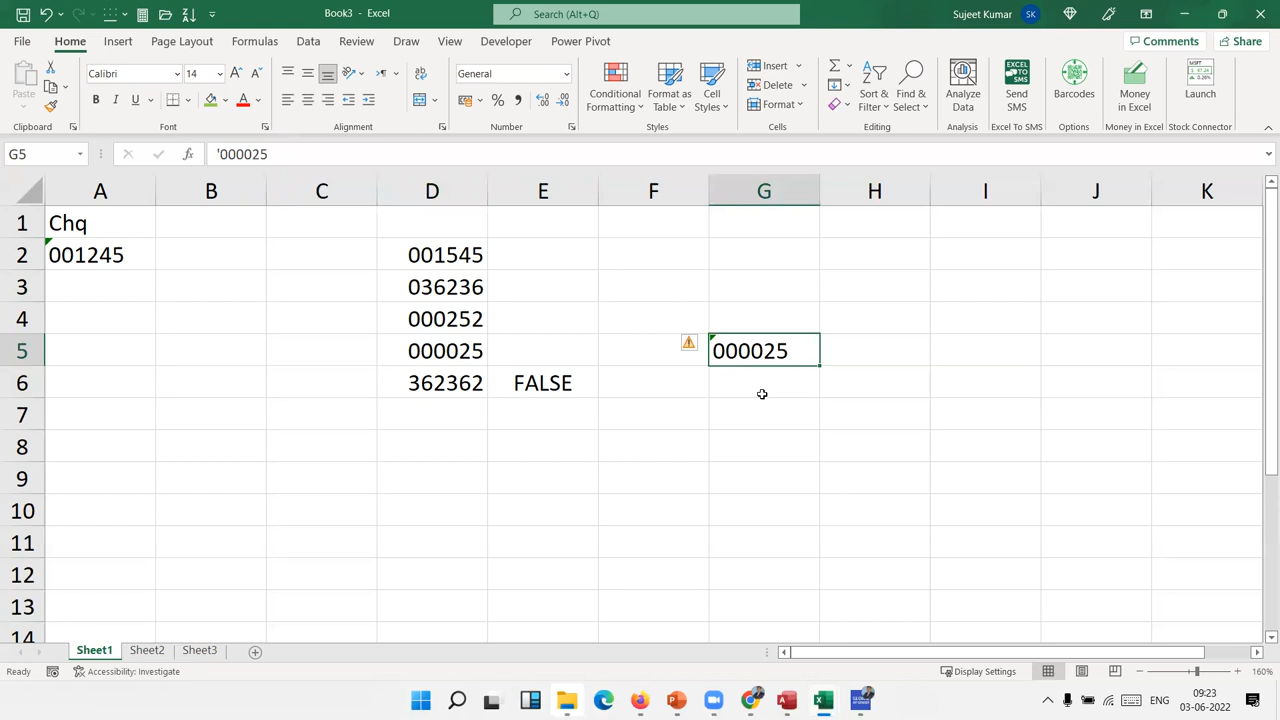 Book3 - Excel
Search (Alt+Q)
Sujeet Kumar
SK
File Home Insert Page Layout Formulas Data Review View Draw Developer Power Pivot Comments Share
Paste
Calibri 14
B I U A
General
% ,
Conditional Formatting
Format as Table
Cell Styles
Insert
Delete
Format
Sort & Filter
Find & Select
Analyze Data
Send SMS
Barcodes
Money in Excel
Launch
Clipboard Font Alignment Number Styles Cells Editing Analysis Excel To SMS Options Money in Excel Stock Connector
G5 fx '000025
A B C D E F G H I J K
1 Chq
2 001245 001545
3 036236
4 000252
5 000025 000025
6 362362 FALSE
7
8
9
10
11
12
13
14
Sheet1 Sheet2 Sheet3
Ready Accessibility: Investigate Display Settings 160%
ENG 09:23
03-06-2022